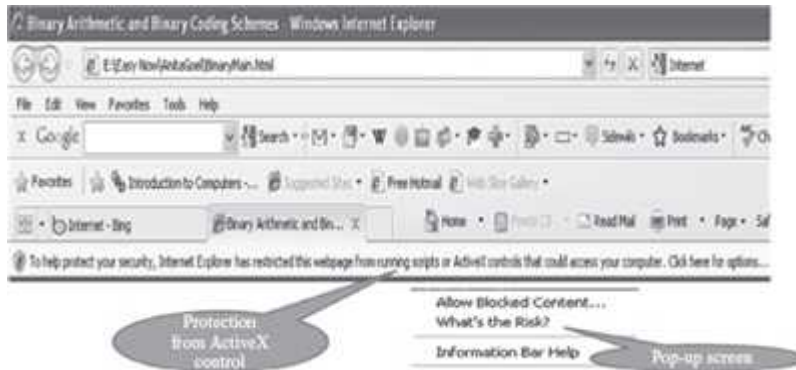 Binary Arithmetic and Binary Coding Schemes - Windows Internet Explorer
E:\Easy Now\AnitaGoel\BinaryMan.html
Internet
File Edit View Favorites Tools Help
x Google Search W Sidewiki Bookmarks
Favorites Introduction to Computers -... Suggested Sites Free Hotmail Web Slice Gallery
Internet - Bing Binary Arithmetic and Bin... X Home Read Mail Print Page
To help protect your security, Internet Explorer has restricted this webpage from running scripts or ActiveX controls that could access your computer. Click here for options...
Allow Blocked Content...
What's the Risk?
Information Bar Help
Protection
from ActiveX
control
Pop-up screen